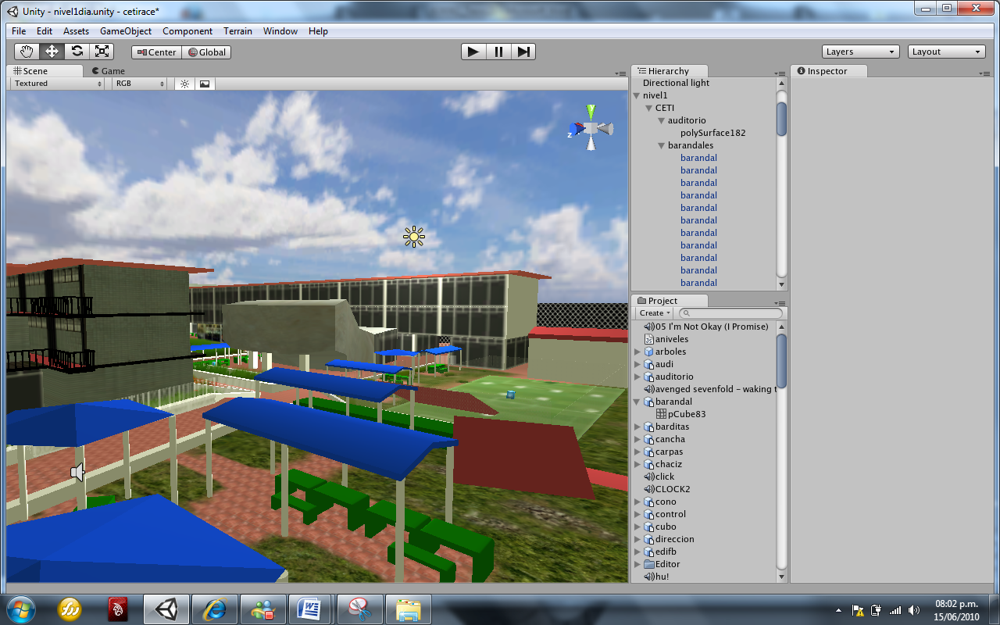 Unity - nivel1dia.unity - cetirace*
File Edit Assets GameObject Component Terrain Window Help
Center Global Layers Layout
Scene Game
Textured RGB
z
Hierarchy
Directional light
nivel1
CETI
auditorio
polySurface182
barandales
barandal
barandal
barandal
barandal
barandal
barandal
barandal
barandal
barandal
barandal
barandal
Project
Create
05 I'm Not Okay (I Promise)
Js aniveles
arboles
audi
auditorio
avenged sevenfold - waking t
barandal
pCube83
barditas
cancha
carpas
chaciz
click
CLOCK2
cono
control
cubo
direccion
edifb
Editor
hu!
Inspector
08:02 p.m.
15/06/2010